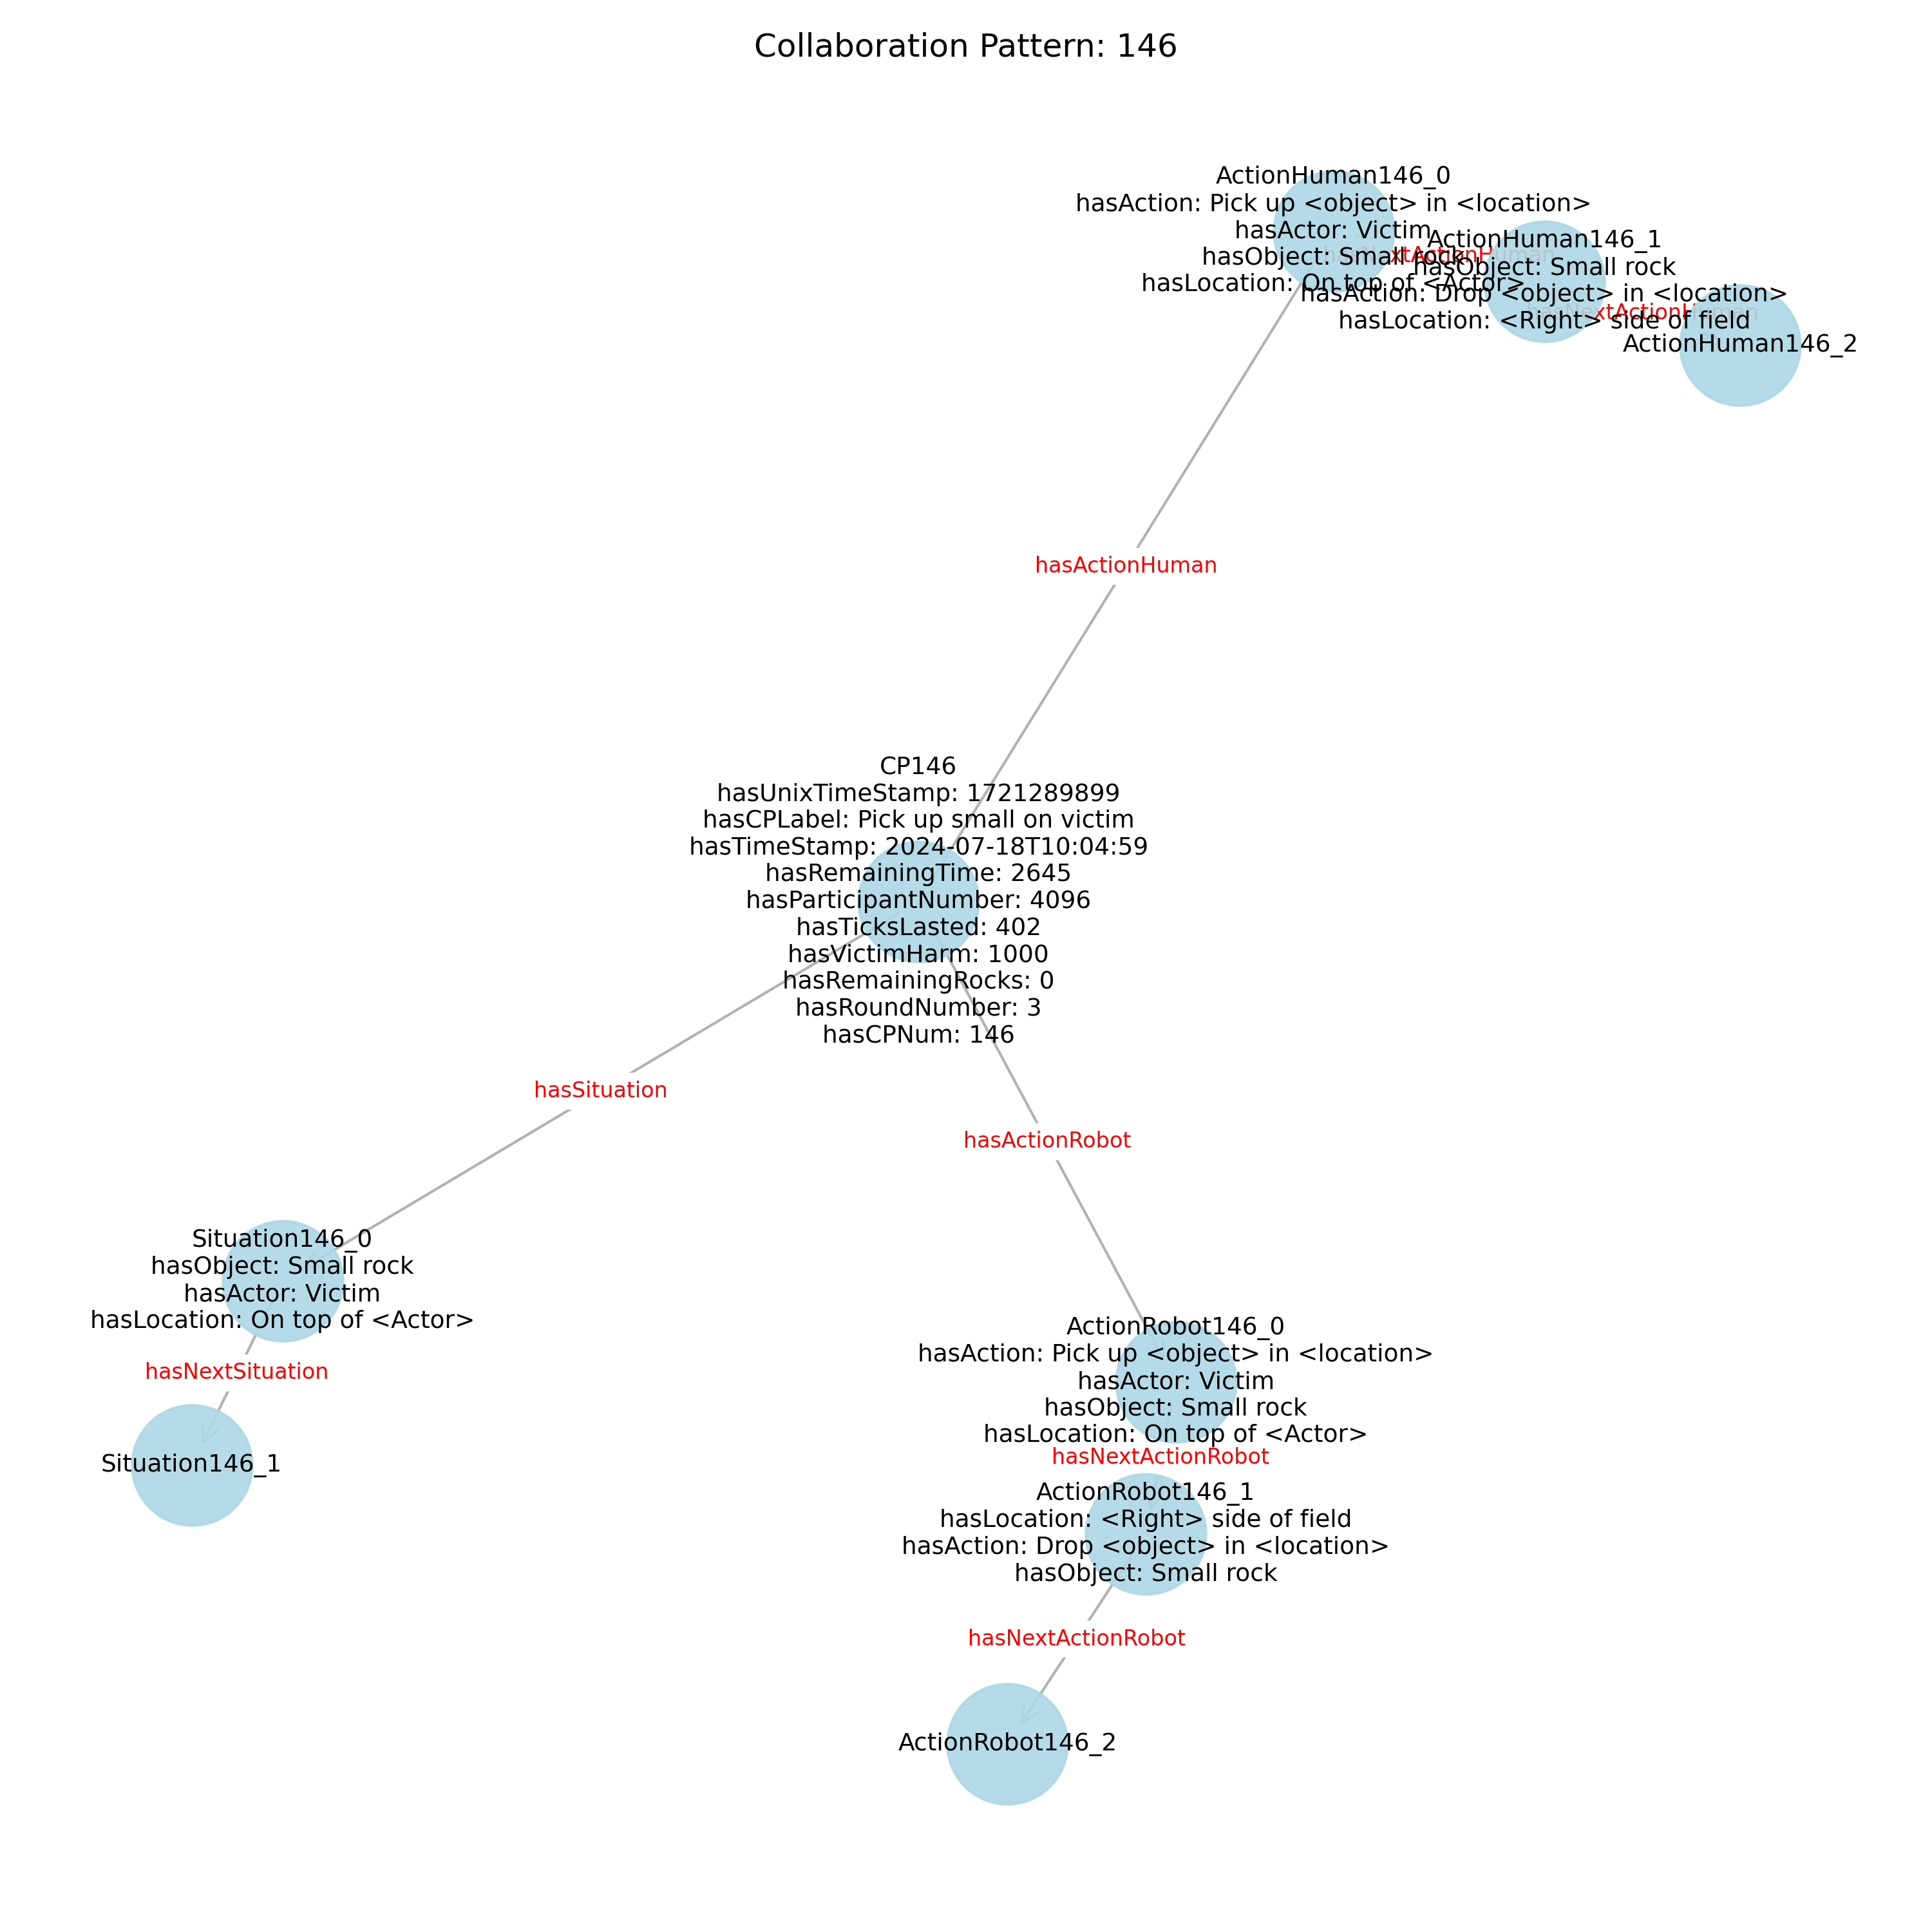 Collaboration Pattern: 146
ActionHuman146_0
hasAction: Pick up <object> in <location>
hasActor: Victim
hasObject: Small rock
hasLocation: On top of <Actor>
hasNextActionHuman
ActionHuman146_1
hasObject: Small rock
hasAction: Drop <object> in <location>
hasLocation: <Right> side of field
hasNextActionHuman
ActionHuman146_2
hasActionHuman
CP146
hasUnixTimeStamp: 1721289899
hasCPLabel: Pick up small on victim
hasTimeStamp: 2024-07-18T10:04:59
hasRemainingTime: 2645
hasParticipantNumber: 4096
hasTicksLasted: 402
hasVictimHarm: 1000
hasRemainingRocks: 0
hasRoundNumber: 3
hasCPNum: 146
hasSituation
hasActionRobot
Situation146_0
hasObject: Small rock
hasActor: Victim
hasLocation: On top of <Actor>
hasNextSituation
Situation146_1
ActionRobot146_0
hasAction: Pick up <object> in <location>
hasActor: Victim
hasObject: Small rock
hasLocation: On top of <Actor>
hasNextActionRobot
ActionRobot146_1
hasLocation: <Right> side of field
hasAction: Drop <object> in <location>
hasObject: Small rock
hasNextActionRobot
ActionRobot146_2